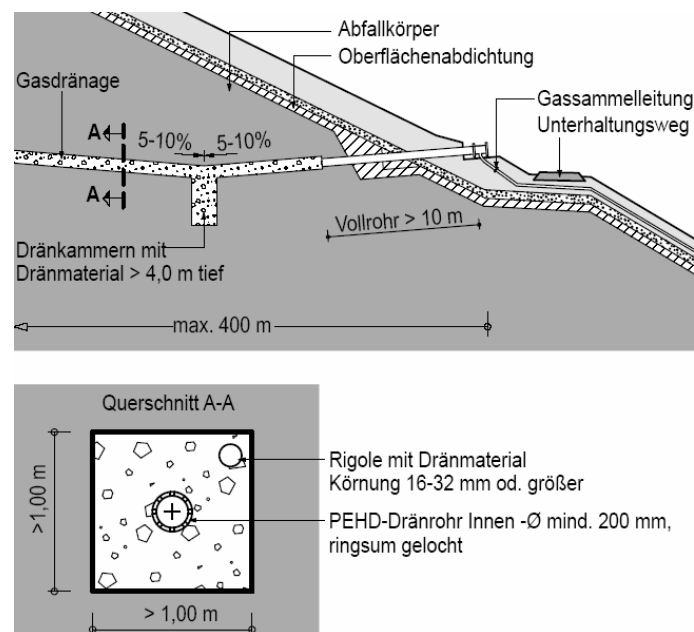 Abfallkörper
Oberflächenabdichtung
Gasdränage
Gassammelleitung
Unterhaltungsweg
A
5-10%
5-10%
A
Vollrohr > 10 m
Dränkammern mit
Dränmaterial > 4,0 m tief
max. 400 m
Querschnitt A-A
Rigole mit Dränmaterial
Körnung 16-32 mm od. größer
>1,00 m
PEHD-Dränrohr Innen -Ø mind. 200 mm,
ringsum gelocht
> 1,00 m